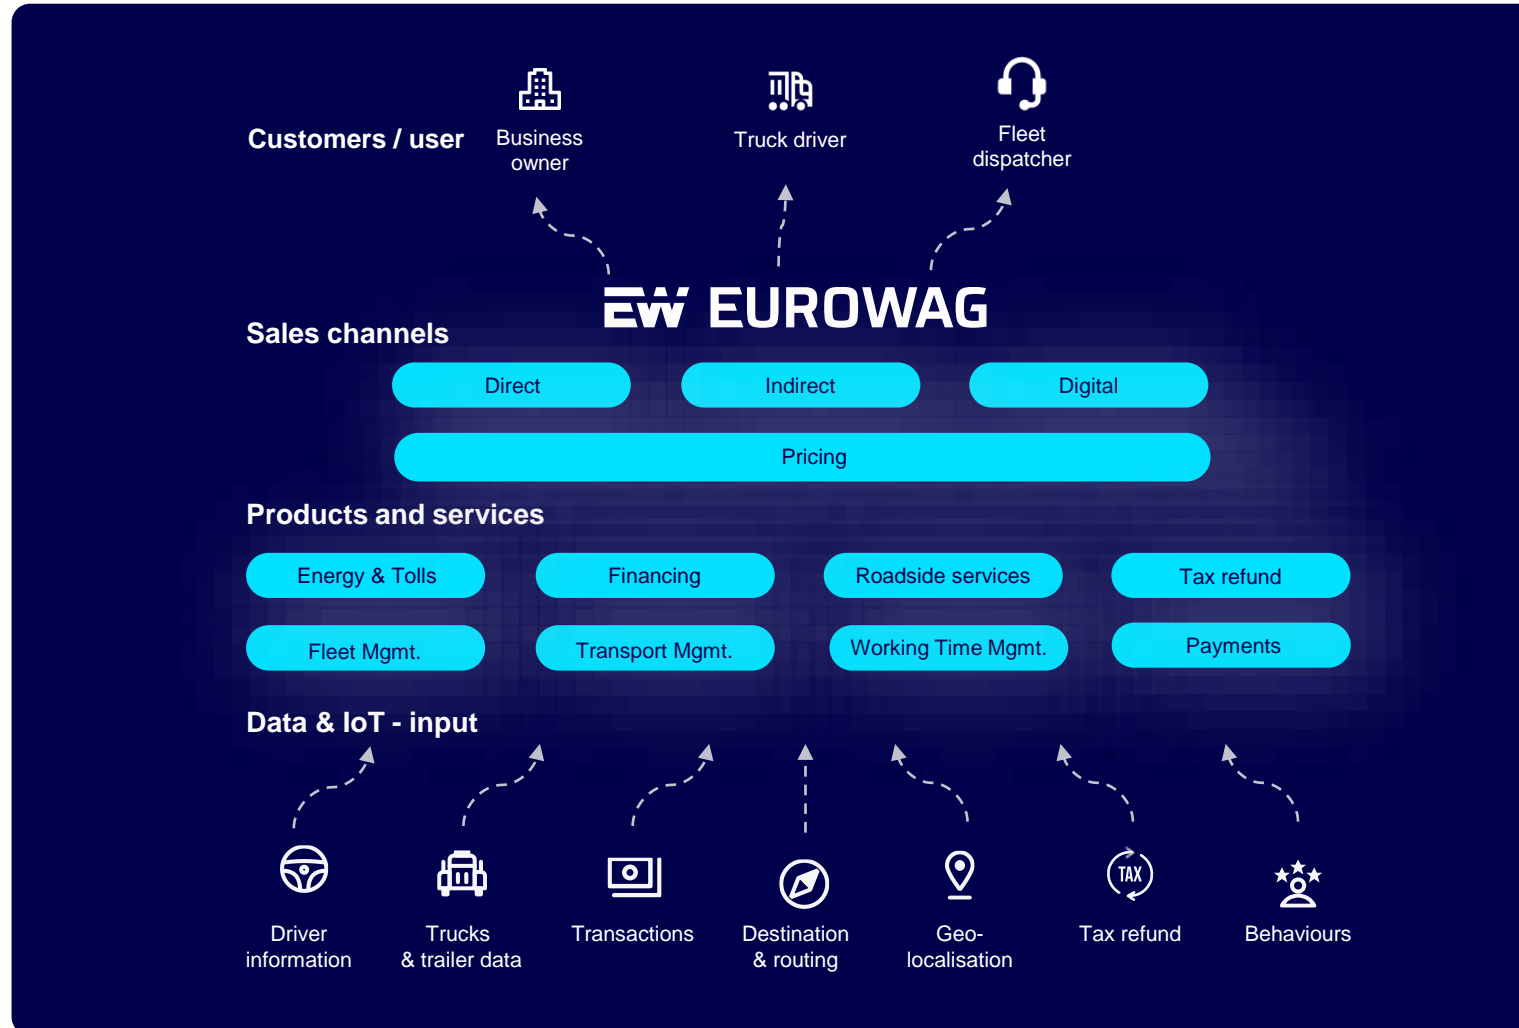 Customers / user
Business
owner
Truck driver
Fleet
dispatcher
EW EUROWAG
Sales channels
Direct
Indirect
Digital
Pricing
Products and services
Energy & Tolls
Financing
Roadside services
Tax refund
Fleet Mgmt.
Transport Mgmt.
Working Time Mgmt.
Payments
Data & IoT - input
TAX
Driver
information
Trucks
& trailer data
Transactions
Destination
& routing
Geo-
localisation
Tax refund
Behaviours